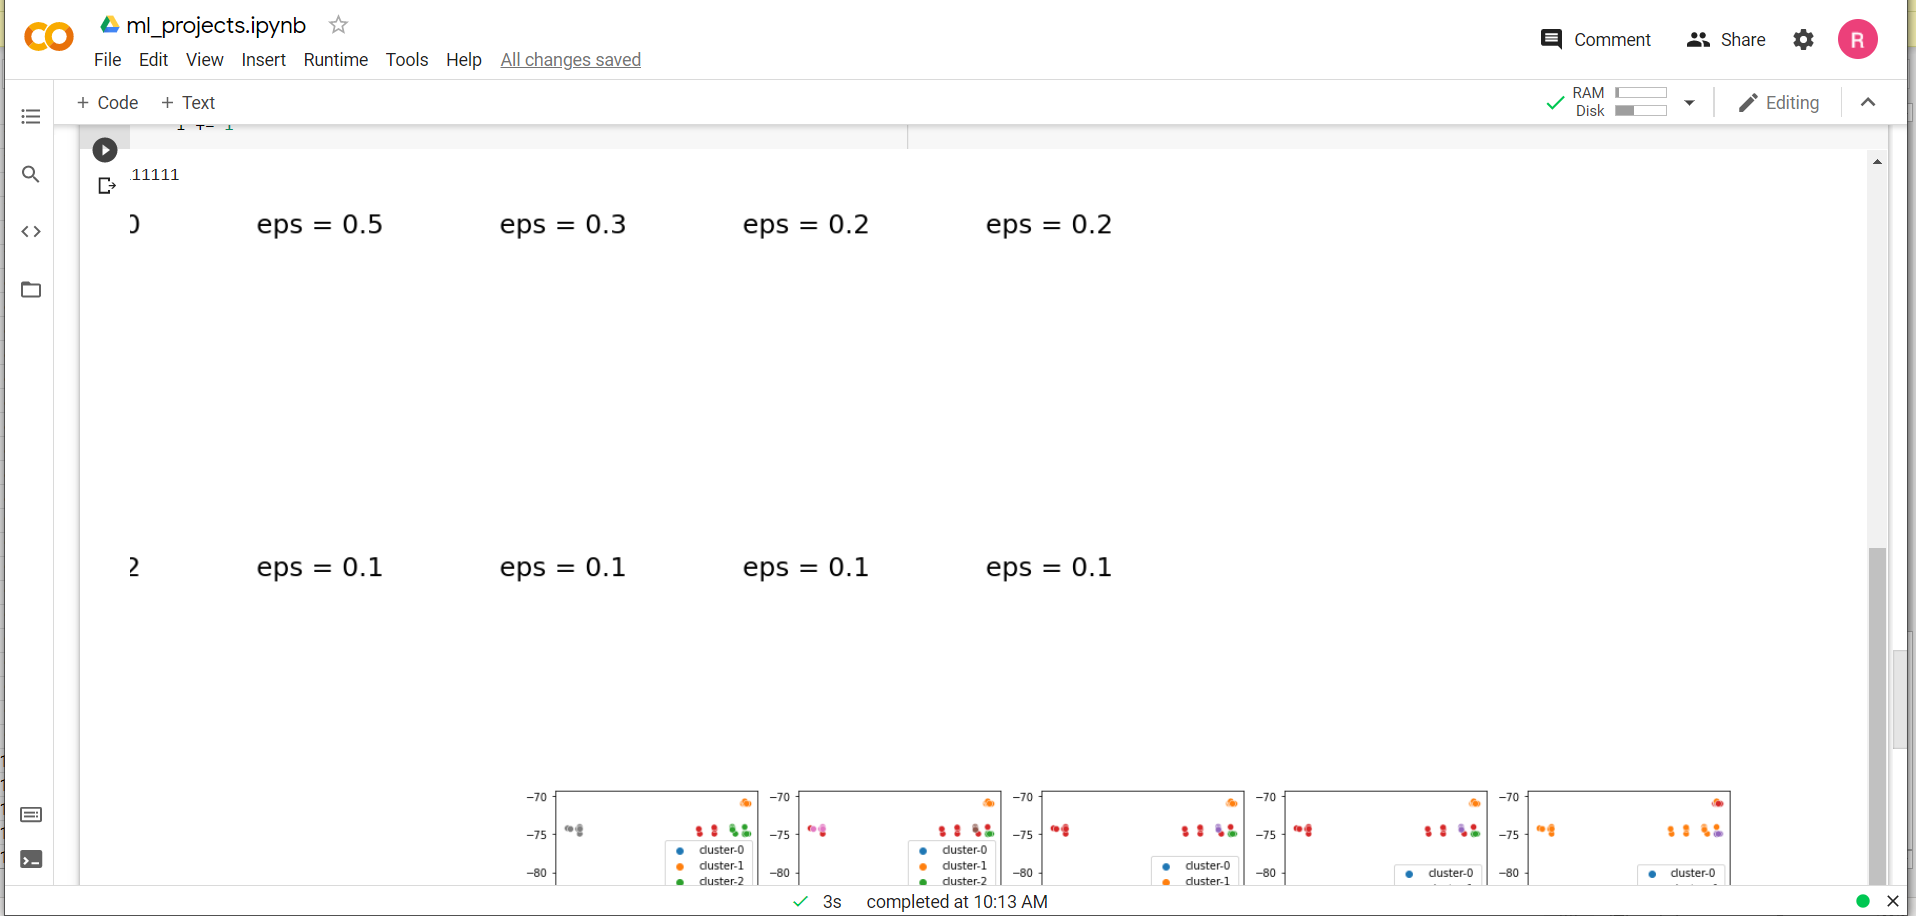 ml_projects.ipynb
File Edit View Insert Runtime Tools Help All changes saved
Comment Share R
+ Code + Text
RAM
Disk
Editing
.11111
0 eps = 0.5 eps = 0.3 eps = 0.2 eps = 0.2
2 eps = 0.1 eps = 0.1 eps = 0.1 eps = 0.1
−70 −70 −70 −70 −70
−75 −75 −75 −75 −75
cluster-0 cluster-0
cluster-1 cluster-1 cluster-0
−80 −80 −80 −80 cluster-0 −80 cluster-0
cluster-2 cluster-2 cluster-1
3s completed at 10:13 AM